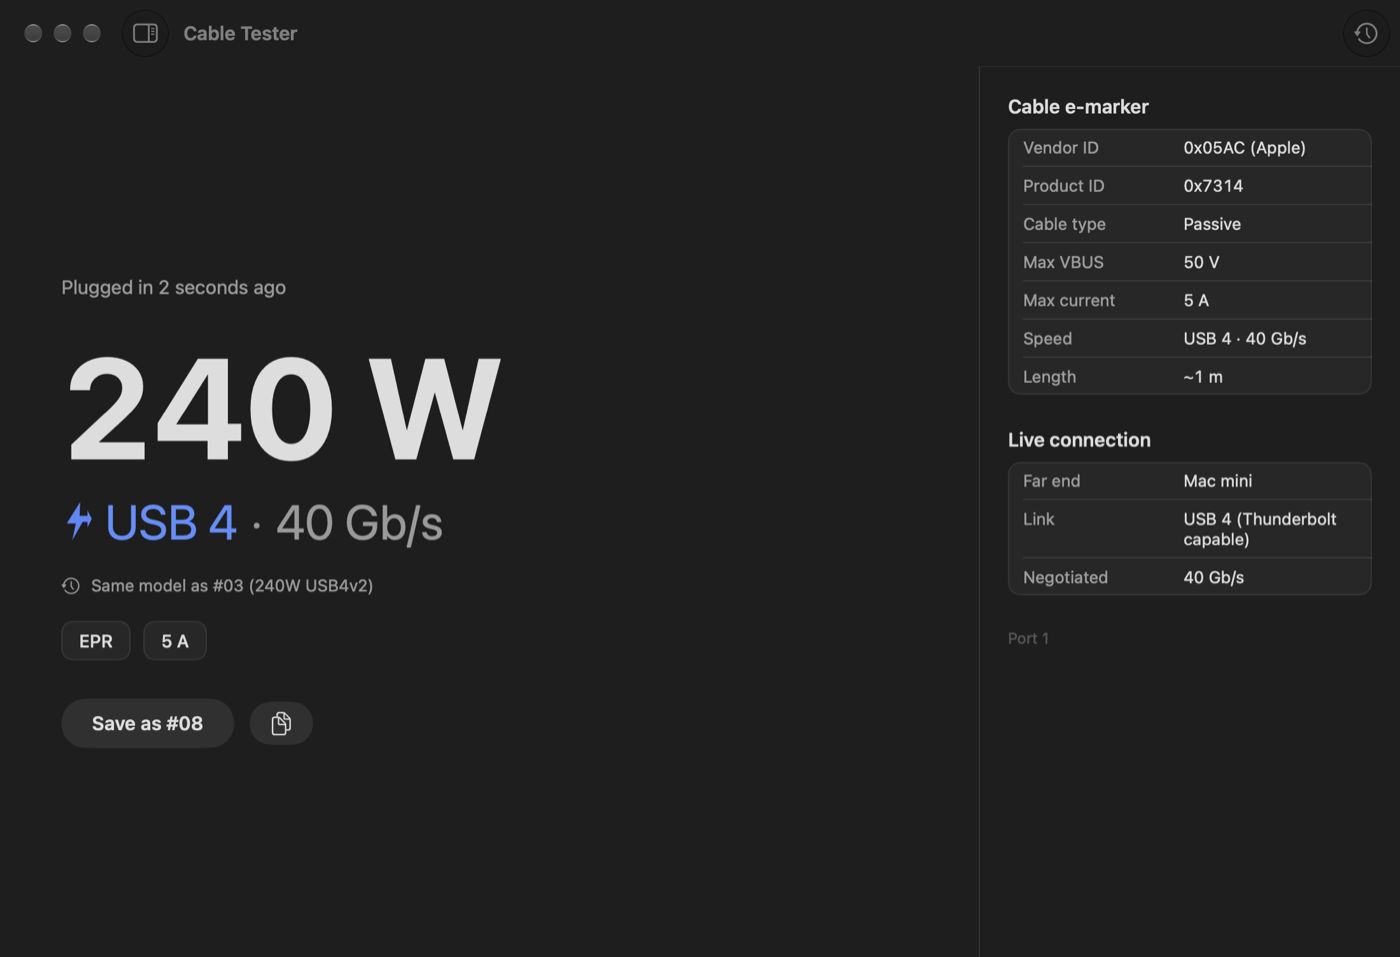 Cable Tester
Plugged in 2 seconds ago
240 W
USB 4 · 40 Gb/s
Same model as #03 (240W USB4v2)
EPR
5 A
Save as #08
Cable e-marker
Vendor ID 0x05AC (Apple)
Product ID 0x7314
Cable type Passive
Max VBUS 50 V
Max current 5 A
Speed USB 4 · 40 Gb/s
Length ~1 m
Live connection
Far end Mac mini
Link USB 4 (Thunderbolt
capable)
Negotiated 40 Gb/s
Port 1